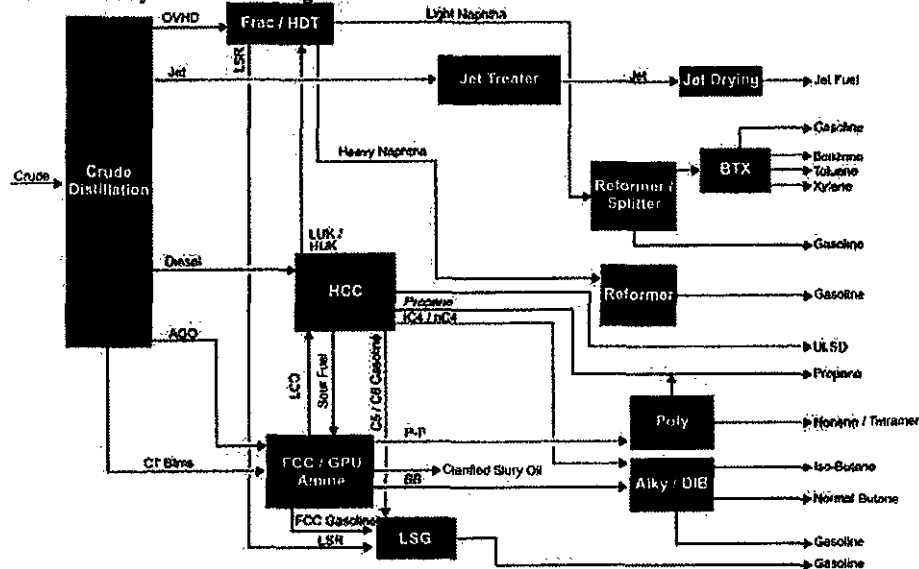 OVHD
Frac / HDT
Light Naphtha
LSR
Jet
Jet Treater
Jet
Jet Drying
Jet Fuel
Gasoline
Heavy Naphtha
Crude
Crude
Distillation
Reformer /
Splitter
BTX
Benzene
Toluene
Xylene
LUK /
HUK
Gasoline
Diesel
HCC
Reformer
Gasoline
Propane
IC4 / nC4
ULSD
AGO
LCO
Sour Fuel
C5 / C6 Gasoline
Propane
P-P
Poly
Nonene / Tetramer
CT Btms
FCC / GPU
Amine
Clarified Slury Oil
BB
Alky / DIB
Iso-Butane
Normal Butane
FCC Gasoline
LSR
LSG
Gasoline
Gasoline